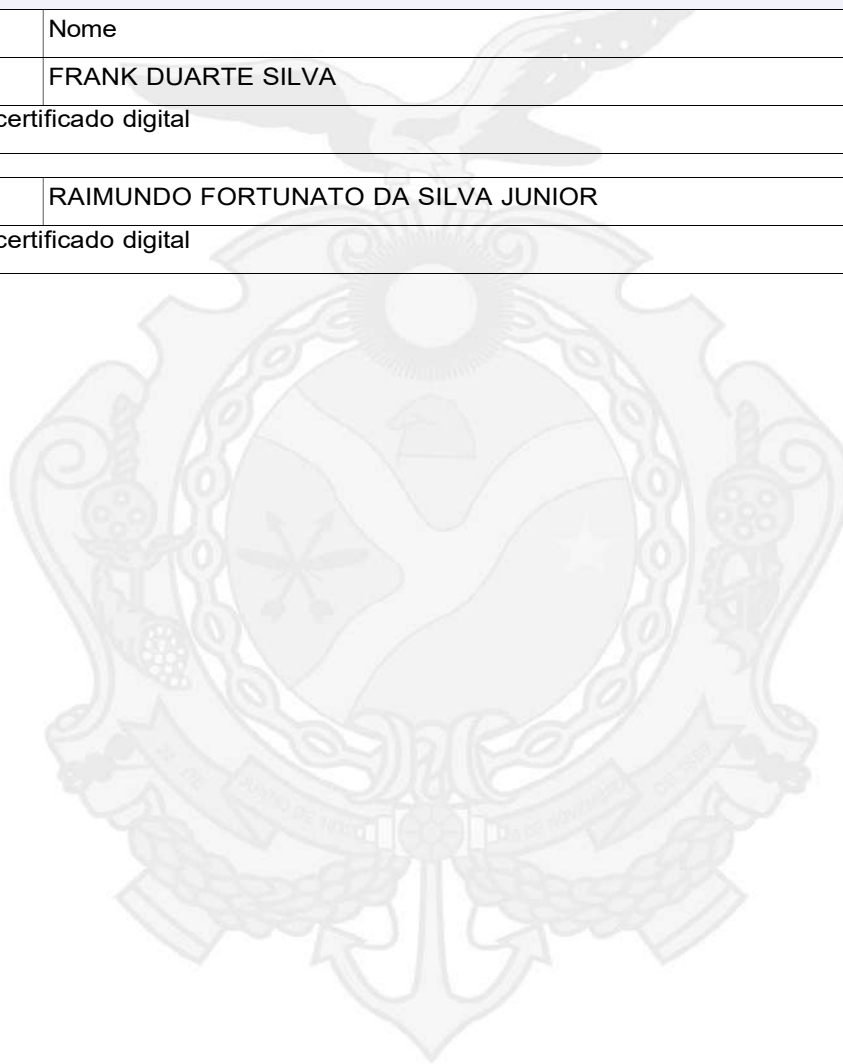 Nome
FRANK DUARTE SILVA
certificado digital
RAIMUNDO FORTUNATO DA SILVA JUNIOR
certificado digital